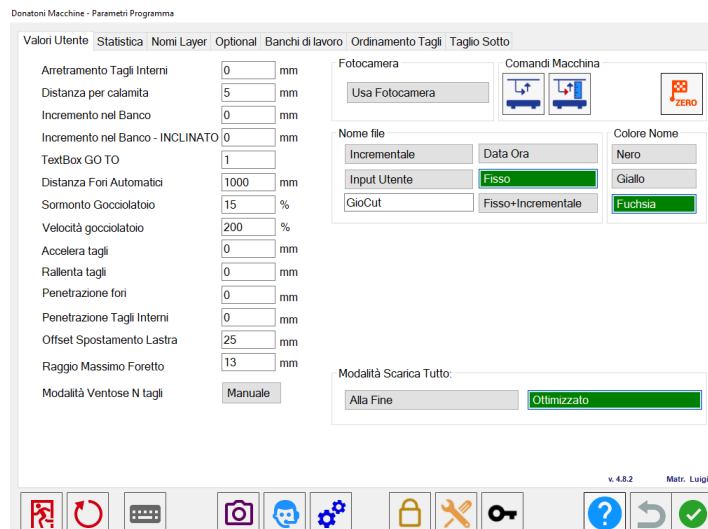 Donatoni Macchine - Parametri Programma
Valori Utente Statistica Nomi Layer Optional Banchi di lavoro Ordinamento Tagli Taglio Sotto
Arretramento Tagli Interni 0 mm
Distanza per calamita 5 mm
Incremento nel Banco 0 mm
Incremento nel Banco - INCLINATO 0 mm
TextBox GO TO 1
Distanza Fori Automatici 1000 mm
Sormonto Gocciolatoio 15 %
Velocità gocciolatoio 200 %
Accelera tagli 0 mm
Rallenta tagli 0 mm
Penetrazione fori 0 mm
Penetrazione Tagli Interni 0 mm
Offset Spostamento Lastra 25 mm
Raggio Massimo Foretto 13 mm
Modalità Ventose N tagli Manuale
Fotocamera
Usa Fotocamera
Comandi Macchina
ZERO
Nome file
Incrementale Data Ora
Input Utente Fisso
GioCut Fisso+Incrementale
Colore Nome
Nero
Giallo
Fuchsia
Modalità Scarica Tutto:
Alla Fine Ottimizzato
v. 4.8.2 Matr. Luigi